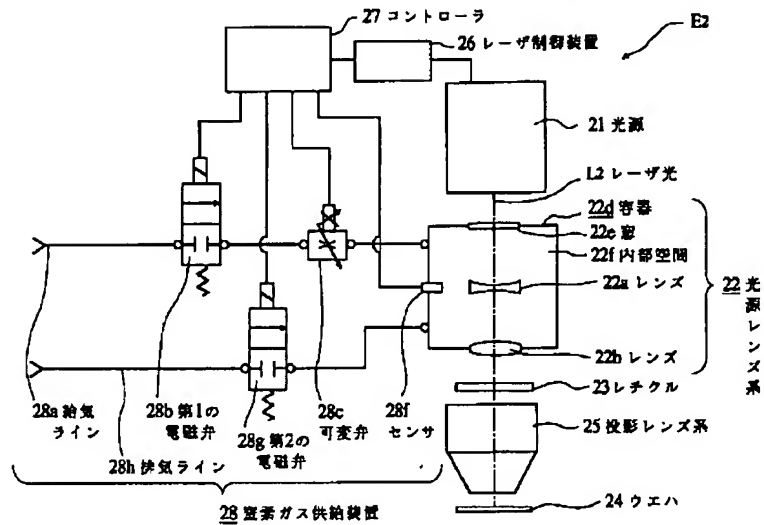 27 コントローラ
26 レーザ制御装置
E2
21 光源
L2 レーザ光
22d 容器
22e 窓
22f 内部空間
22a レンズ
22 光源レンズ系
22b レンズ
23 レチクル
28a 給気ライン
28b 第1の電磁弁
28c 可変弁
28f センサ
25 投影レンズ系
28g 第2の電磁弁
28h 排気ライン
24 ウエハ
28 窒素ガス供給装置